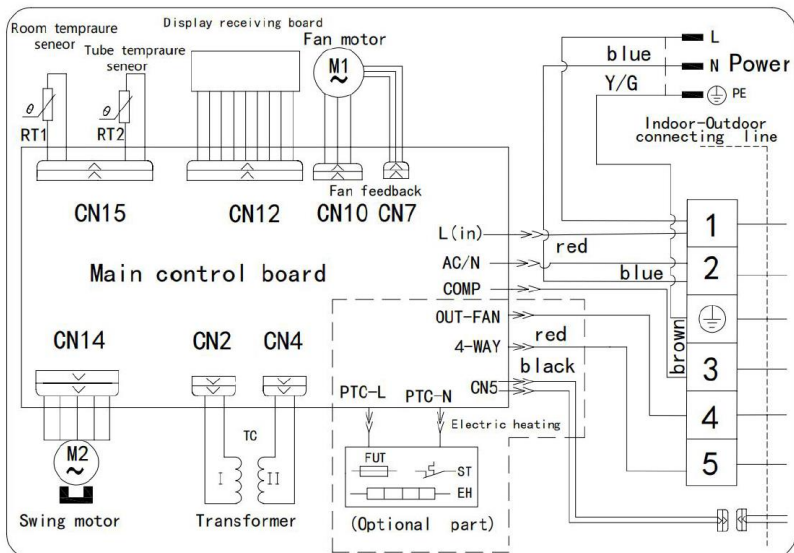 Room tempraure
seneor
Tube tempraure
seneor
Display receiving board
Fan motor
M1
~
θ
RT1
θ
RT2
L
blue
N Power
Y/G
PE
Indoor-Outdoor
connecting line
CN15
CN12
Fan feedback
CN10 CN7
L(in)
red
AC/N
blue
COMP
OUT-FAN
red
4-WAY
black
CN5
brown
1
2
3
4
5
Main control board
CN14
CN2
CN4
PTC-L
PTC-N
Electric heating
TC
I
II
M2
~
FUT
ST
EH
Swing motor
Transformer
(Optional part)